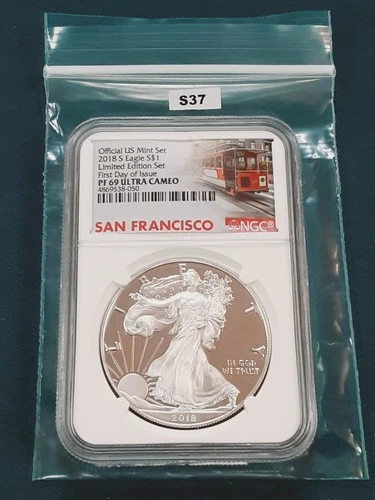 S37
Official US Mint Set
2018 S Eagle S$1
Limited Edition Set
First Day of Issue
PF 69 ULTRA CAMEO
4869538-050
SAN FRANCISCO
NGC®
LIBERTY
IN GOD
WE TRUST
2018